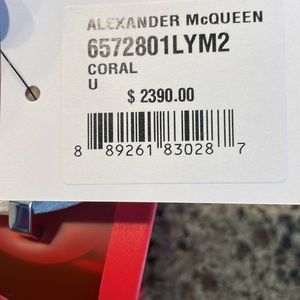 ALEXANDER McQUEEN
6572801LYM2
CORAL
U
$ 2390.00
8 89261 83028 7